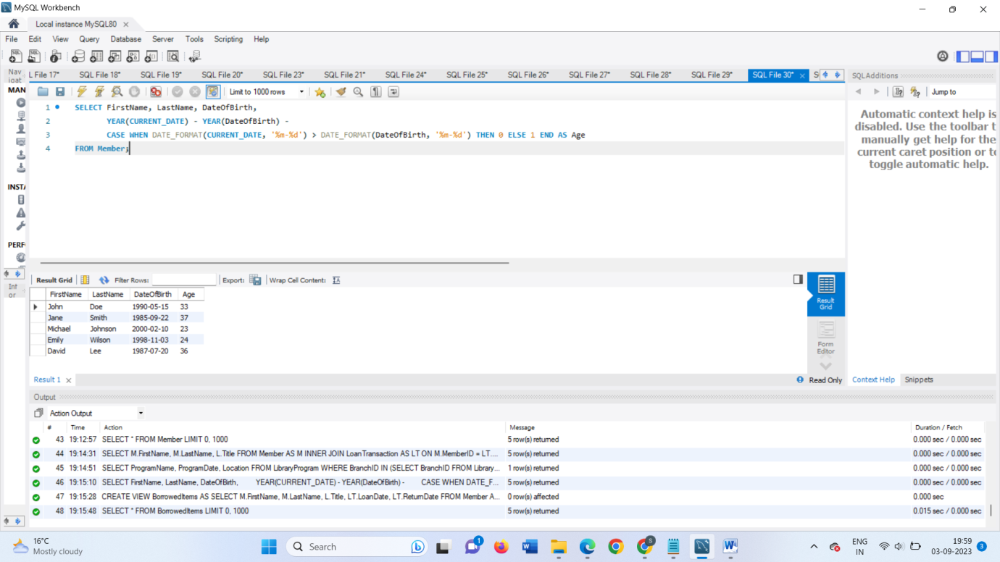 MySQL Workbench
Local instance MySQL80
File Edit View Query Database Server Tools Scripting Help
Nav
igat
L File 17* SQL File 18* SQL File 19* SQL File 20* SQL File 23* SQL File 21* SQL File 24* SQL File 25* SQL File 26* SQL File 27* SQL File 28* SQL File 29* SQL File 30* S
SQLAdditions
MAN
Limit to 1000 rows
Jump to
1 SELECT FirstName, LastName, DateOfBirth,
2 YEAR(CURRENT_DATE) - YEAR(DateOfBirth) -
3 CASE WHEN DATE_FORMAT(CURRENT_DATE, '%m-%d') > DATE_FORMAT(DateOfBirth, '%m-%d') THEN 0 ELSE 1 END AS Age
4 FROM Member;
Automatic context help is
disabled. Use the toolbar t
manually get help for the
current caret position or to
toggle automatic help.
INSTA
PERF
Int
or
Result Grid Filter Rows: Export: Wrap Cell Content:
FirstName LastName DateOfBirth Age
John Doe 1990-05-15 33
Jane Smith 1985-09-22 37
Michael Johnson 2000-02-10 23
Emily Wilson 1998-11-03 24
David Lee 1987-07-20 36
Result
Grid
Form
Editor
Result 1
Read Only
Context Help Snippets
Output
Action Output
# Time Action Message Duration / Fetch
43 19:12:57 SELECT * FROM Member LIMIT 0, 1000 5 row(s) returned 0.000 sec / 0.000 sec
44 19:14:31 SELECT M.FirstName, M.LastName, L.Title FROM Member AS M INNER JOIN LoanTransaction AS LT ON M.MemberID = LT.... 5 row(s) returned 0.000 sec / 0.000 sec
45 19:14:51 SELECT ProgramName, ProgramDate, Location FROM LibraryProgram WHERE BranchID IN (SELECT BranchID FROM Library... 1 row(s) returned 0.000 sec / 0.000 sec
46 19:15:10 SELECT FirstName, LastName, DateOfBirth, YEAR(CURRENT_DATE) - YEAR(DateOfBirth) - CASE WHEN DATE_F... 5 row(s) returned 0.000 sec / 0.000 sec
47 19:15:28 CREATE VIEW BorrowedItems AS SELECT M.FirstName, M.LastName, L.Title, LT.LoanDate, LT.ReturnDate FROM Member A... 0 row(s) affected 0.000 sec
48 19:15:48 SELECT * FROM BorrowedItems LIMIT 0, 1000 5 row(s) returned 0.015 sec / 0.000 sec
16°C
Mostly cloudy
Search
1
S
ENG
IN
19:59
03-09-2023
3